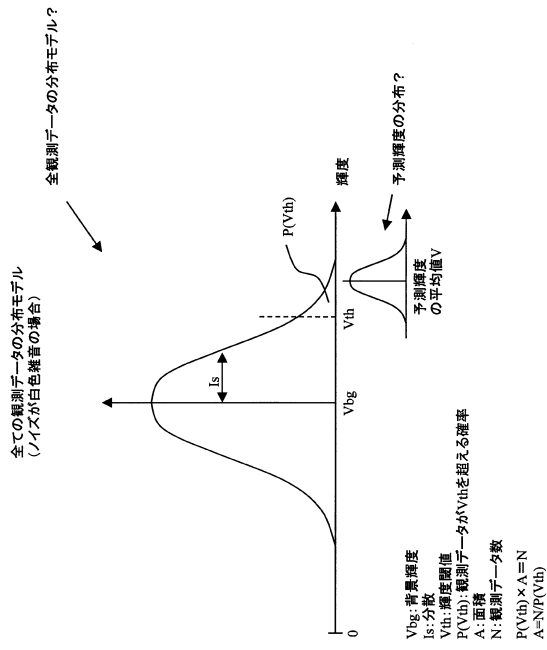 全ての観測データの分布モデル
（ノイズが白色雑音の場合）
全観測データの分布モデル？
Is
P(Vth)
0
Vbg
Vth
輝度
予測輝度
の平均値V
予測輝度の分布？
Vbg：背景輝度
Is：分散
Vth：輝度閾値
P(Vth)：観測データがVthを超える確率
A：面積
N：観測データ数
P(Vth)×A＝N
A＝N/P(Vth)